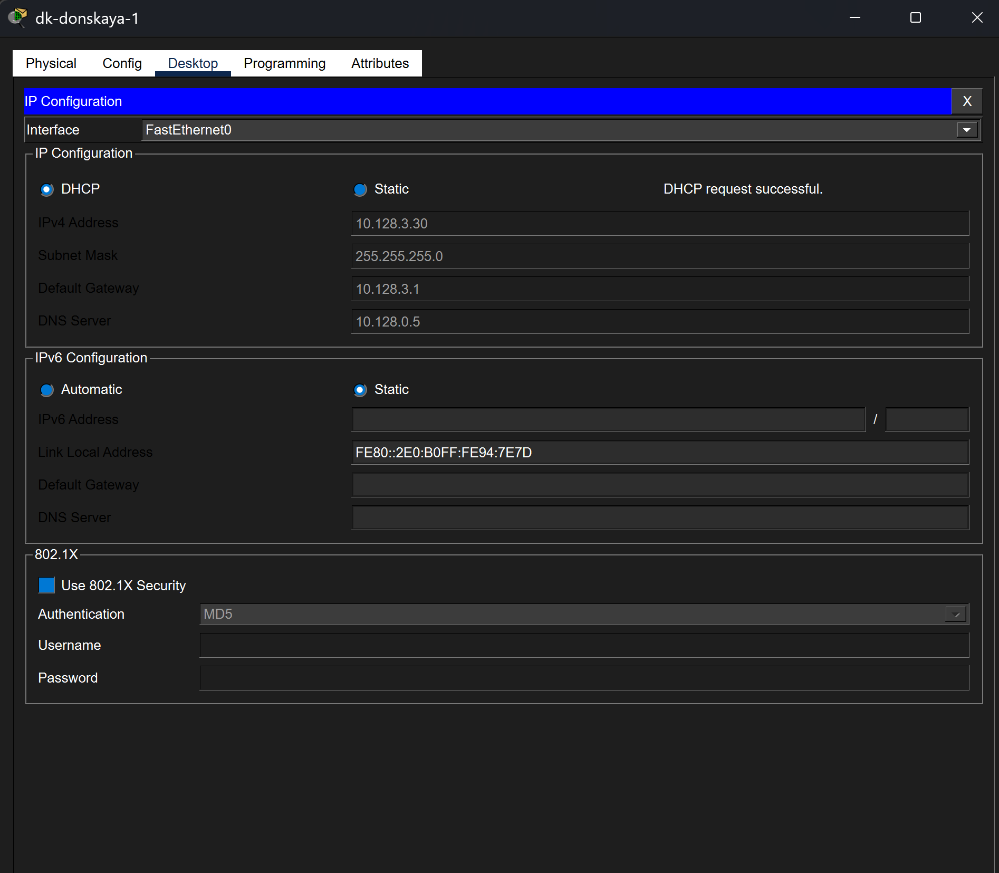 dk-donskaya-1
Physical Config Desktop Programming Attributes
IP Configuration X
Interface FastEthernet0
IP Configuration
DHCP Static DHCP request successful.
IPv4 Address 10.128.3.30
Subnet Mask 255.255.255.0
Default Gateway 10.128.3.1
DNS Server 10.128.0.5
IPv6 Configuration
Automatic Static
IPv6 Address /
Link Local Address FE80::2E0:B0FF:FE94:7E7D
Default Gateway
DNS Server
802.1X
Use 802.1X Security
Authentication MD5
Username
Password